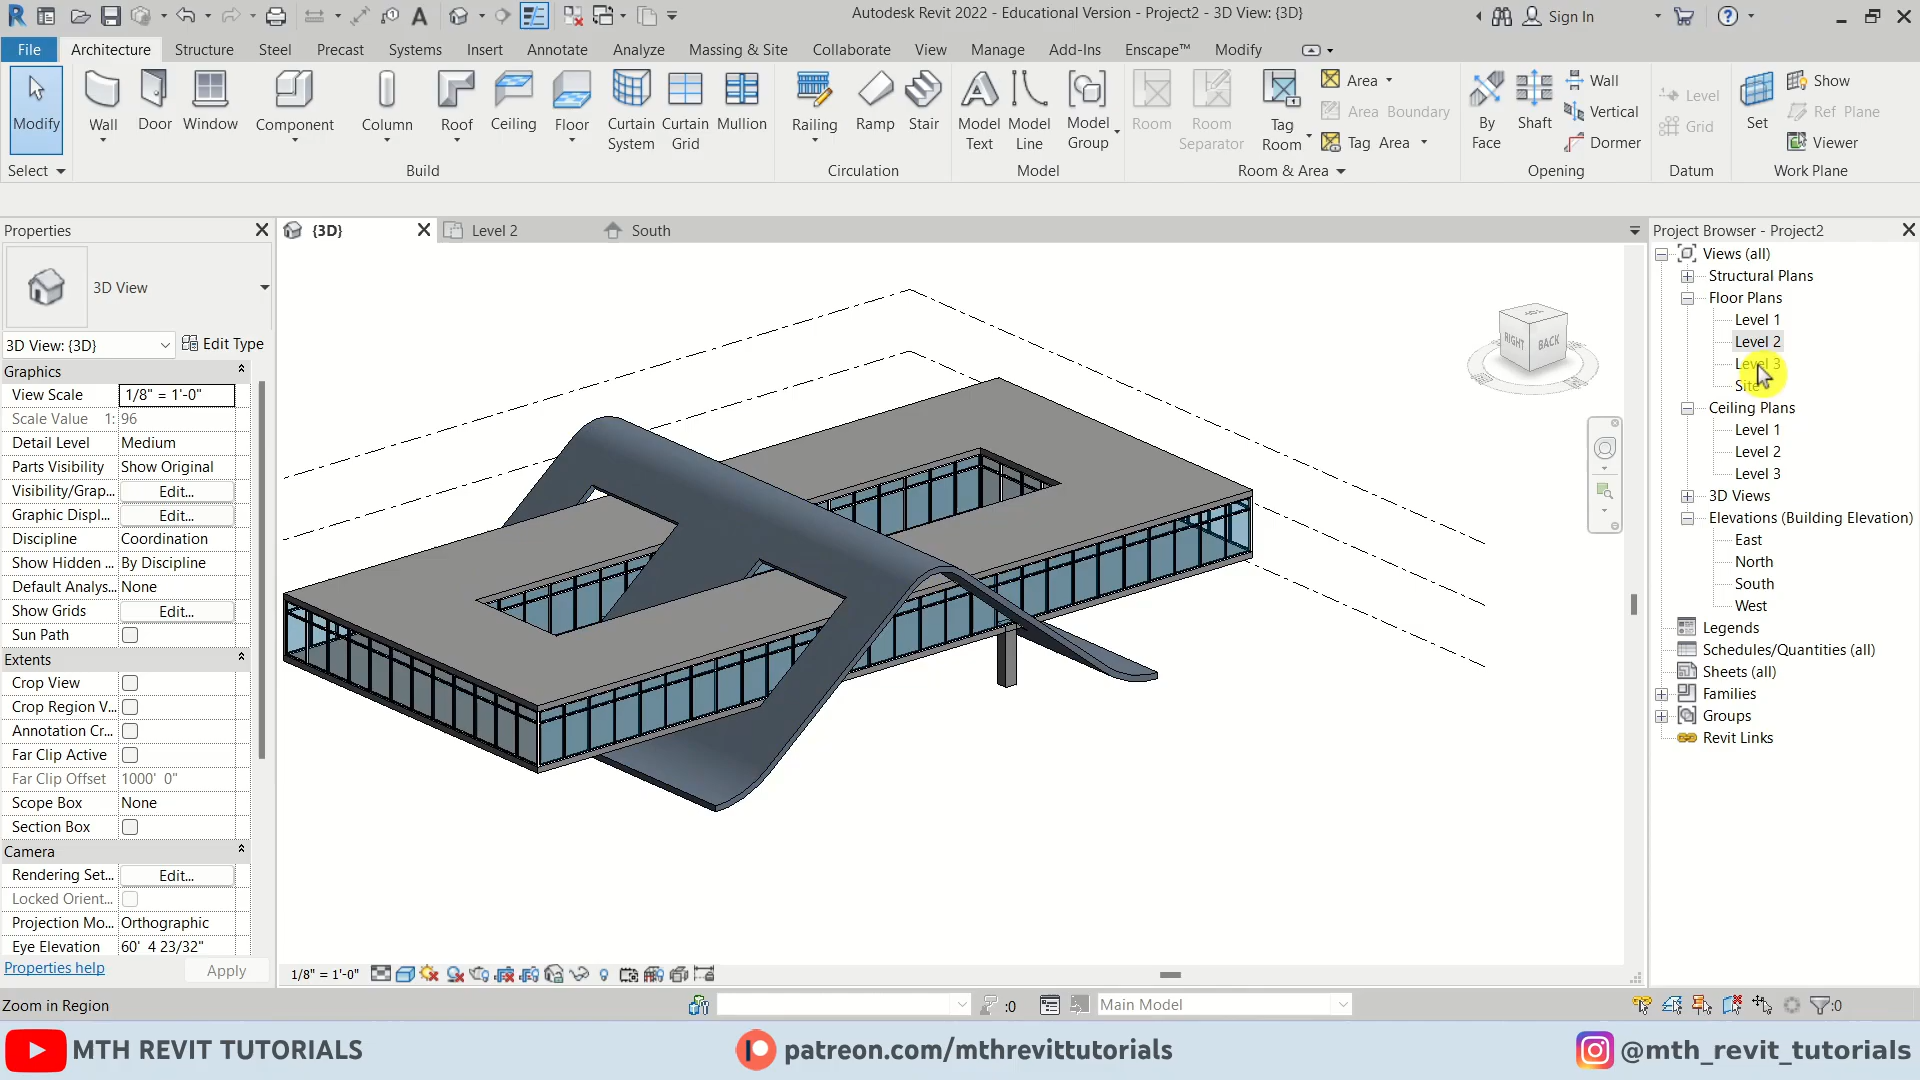 Autodesk Revit 2022 - Educational Version - Project2 - 3D View: {3D}
Sign In
File Architecture Structure Steel Precast Systems Insert Annotate Analyze Massing & Site Collaborate View Manage Add-Ins Enscape™ Modify
Modify Wall Door Window Component Column Roof Ceiling Floor Curtain System Curtain Grid Mullion Railing Ramp Stair Model Text Model Line Model Group Room Room Separator Tag Room
Area
Area Boundary
Tag Area
By Face Shaft
Wall
Vertical
Dormer
Level
Grid
Set
Show
Ref Plane
Viewer
Select Build Circulation Model Room & Area Opening Datum Work Plane
Properties
{3D} Level 2 South
Project Browser - Project2
3D View
3D View: {3D} Edit Type
Graphics
View Scale 1/8" = 1'-0"
Scale Value 1: 96
Detail Level Medium
Parts Visibility Show Original
Visibility/Grap... Edit...
Graphic Displ... Edit...
Discipline Coordination
Show Hidden ... By Discipline
Default Analys... None
Show Grids Edit...
Sun Path
Extents
Crop View
Crop Region V...
Annotation Cr...
Far Clip Active
Far Clip Offset 1000' 0"
Scope Box None
Section Box
Camera
Rendering Set... Edit...
Locked Orient...
Projection Mo... Orthographic
Eye Elevation 60' 4 23/32"
Properties help Apply
RIGHT BACK
Views (all)
Structural Plans
Floor Plans
Level 1
Level 2
Level 3
Site
Ceiling Plans
Level 1
Level 2
Level 3
3D Views
Elevations (Building Elevation)
East
North
South
West
Legends
Schedules/Quantities (all)
Sheets (all)
Families
Groups
Revit Links
1/8" = 1'-0"
Zoom in Region
:0
Main Model
:0
MTH REVIT TUTORIALS
patreon.com/mthrevittutorials
@mth_revit_tutorials